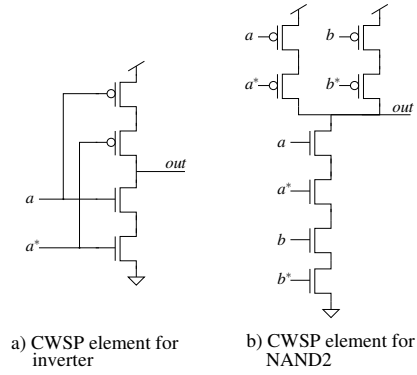 a
a*
out
a) CWSP element for
inverter
a
b
a*
b*
out
a
a*
b
b*
b) CWSP element for
NAND2